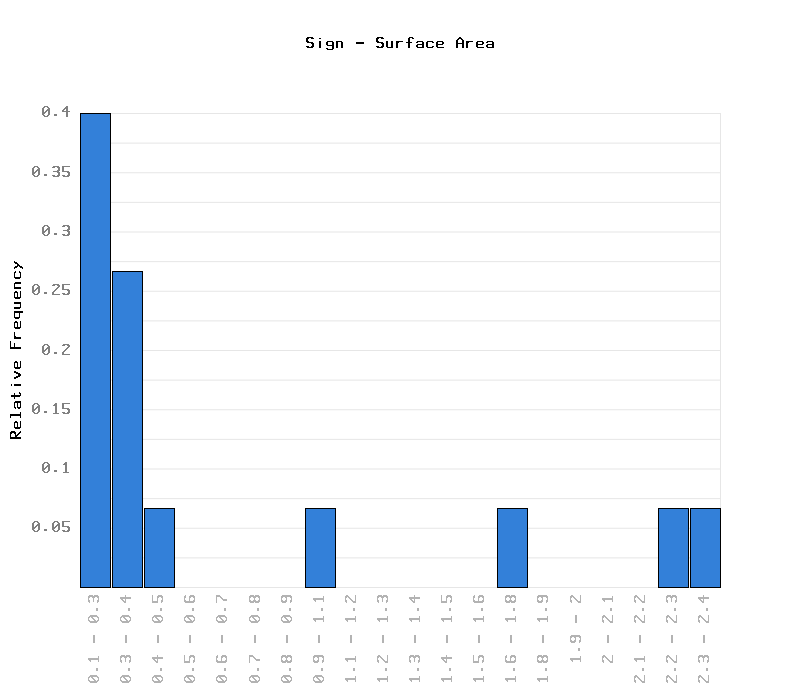 Sign - Surface Area
Relative Frequency
0.4
0.35
0.3
0.25
0.2
0.15
0.1
0.05
0.1 - 0.3
0.3 - 0.4
0.4 - 0.5
0.5 - 0.6
0.6 - 0.7
0.7 - 0.8
0.8 - 0.9
0.9 - 1.1
1.1 - 1.2
1.2 - 1.3
1.3 - 1.4
1.4 - 1.5
1.5 - 1.6
1.6 - 1.8
1.8 - 1.9
1.9 - 2
2 - 2.1
2.1 - 2.2
2.2 - 2.3
2.3 - 2.4